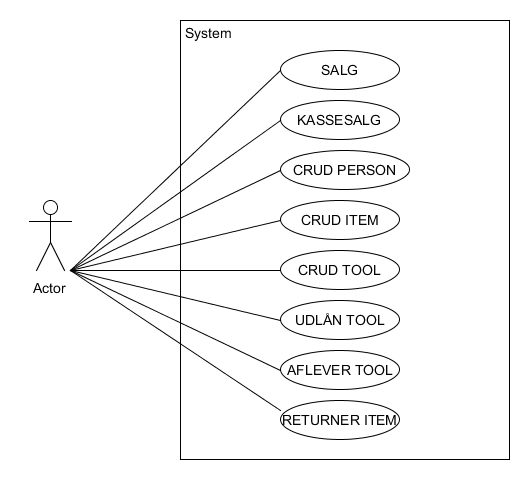 System
SALG
KASSESALG
CRUD PERSON
CRUD ITEM
CRUD TOOL
Actor
UDLÅN TOOL
AFLEVER TOOL
RETURNER ITEM